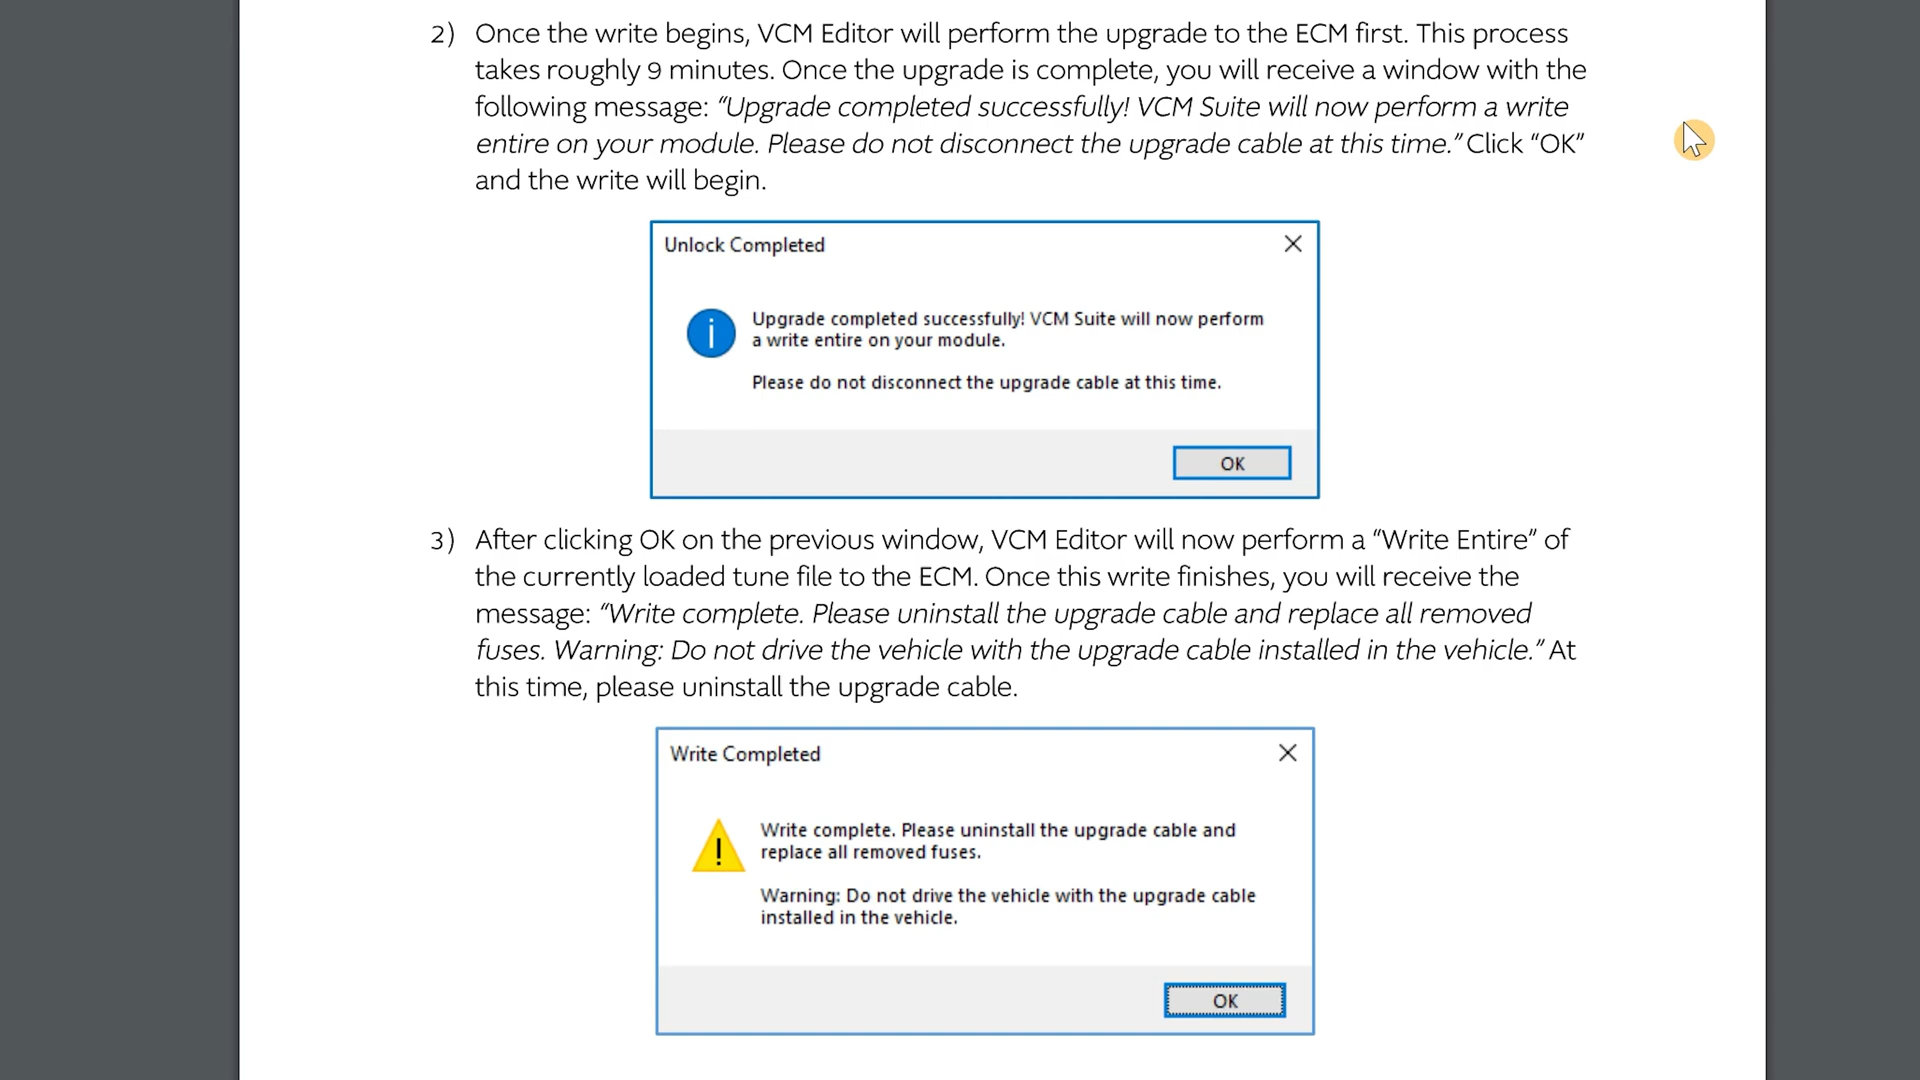 2) Once the write begins, VCM Editor will perform the upgrade to the ECM first. This process
takes roughly 9 minutes. Once the upgrade is complete, you will receive a window with the
following message: “Upgrade completed successfully! VCM Suite will now perform a write
entire on your module. Please do not disconnect the upgrade cable at this time.” Click “OK”
and the write will begin.
Unlock Completed
Upgrade completed successfully! VCM Suite will now perform
a write entire on your module.
Please do not disconnect the upgrade cable at this time.
OK
3) After clicking OK on the previous window, VCM Editor will now perform a “Write Entire” of
the currently loaded tune file to the ECM. Once this write finishes, you will receive the
message: “Write complete. Please uninstall the upgrade cable and replace all removed
fuses. Warning: Do not drive the vehicle with the upgrade cable installed in the vehicle.” At
this time, please uninstall the upgrade cable.
Write Completed
Write complete. Please uninstall the upgrade cable and
replace all removed fuses.
Warning: Do not drive the vehicle with the upgrade cable
installed in the vehicle.
OK